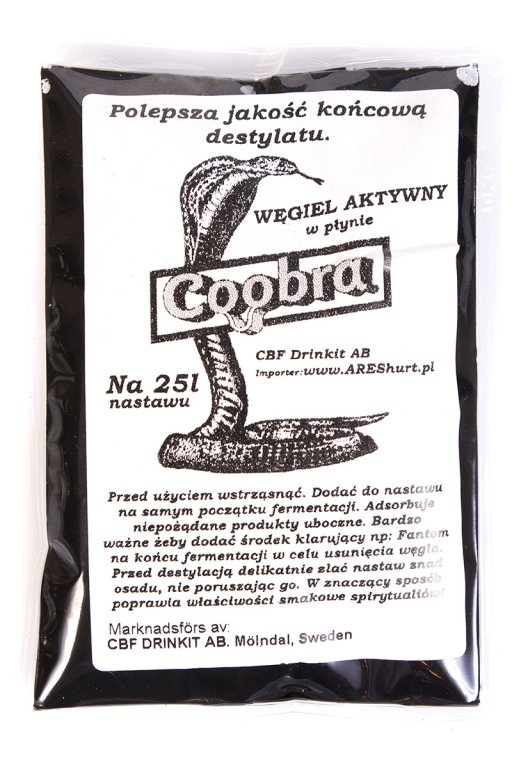 Polepsza jakość końcową
destylatu.
WĘGIEL AKTYWNY
w płynie
Coobra
CBF Drinkit AB
Importer:www.AREShurt.pl
Na 25l
nastawu
Przed użyciem wstrząsnąć. Dodać do nastawu
na samym początku fermentacji. Adsorbuje
niepożądane produkty uboczne. Bardzo
ważne żeby dodać środek klarujący np: Fantom
na końcu fermentacji w celu usunięcia węgla.
Przed destylacją delikatnie zlać nastaw znad
osadu, nie poruszając go. W znaczący sposób
poprawia właściwości smakowe spirytualiów!
Marknadsförs av:
CBF DRINKIT AB. Mölndal, Sweden